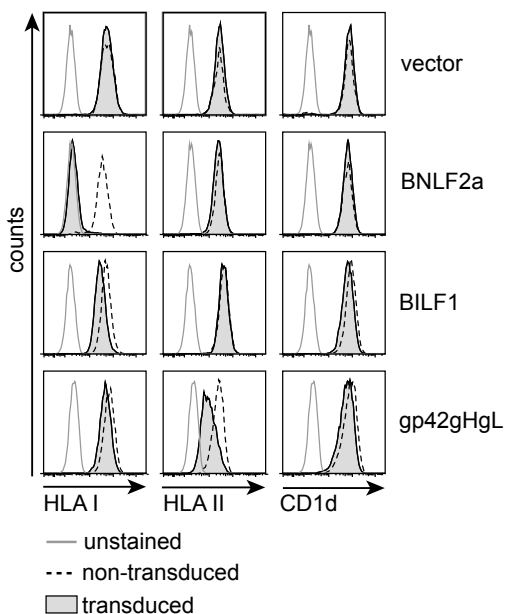 vector
BNLF2a
BILF1
gp42gHgL
counts
HLA I HLA II CD1d
unstained
non-transduced
transduced